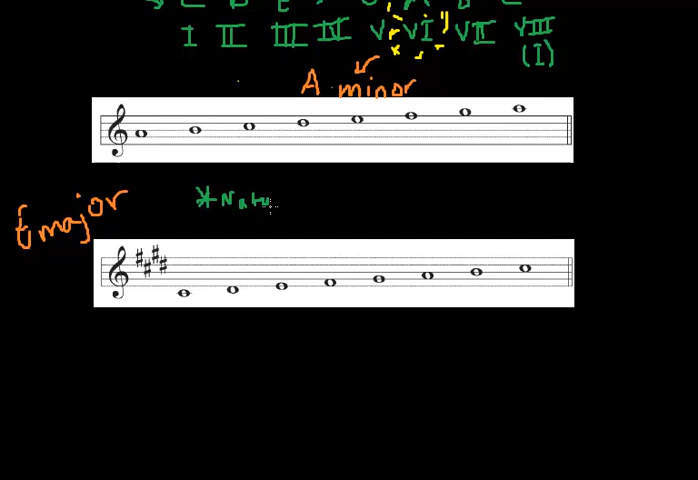 I II III IV V VI VII VIII
(I)
A minor
E major
*Natu